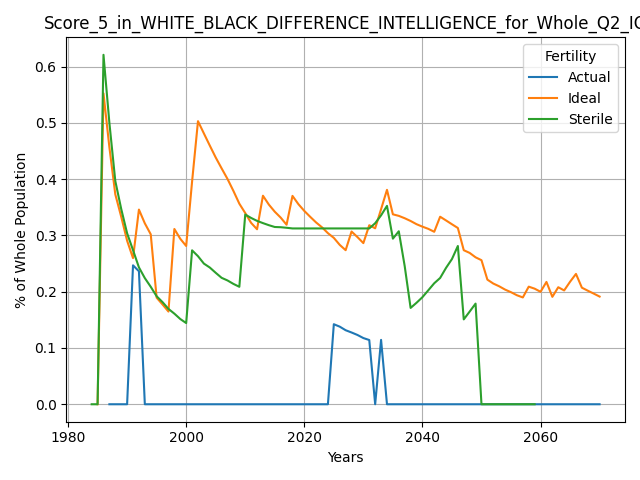 Score_5_in_WHITE_BLACK_DIFFERENCE_INTELLIGENCE_for_Whole_Q2_IC
Fertility
Actual
Ideal
Sterile
% of Whole Population
0.6
0.5
0.4
0.3
0.2
0.1
0.0
1980
2000
2020
2040
2060
Years